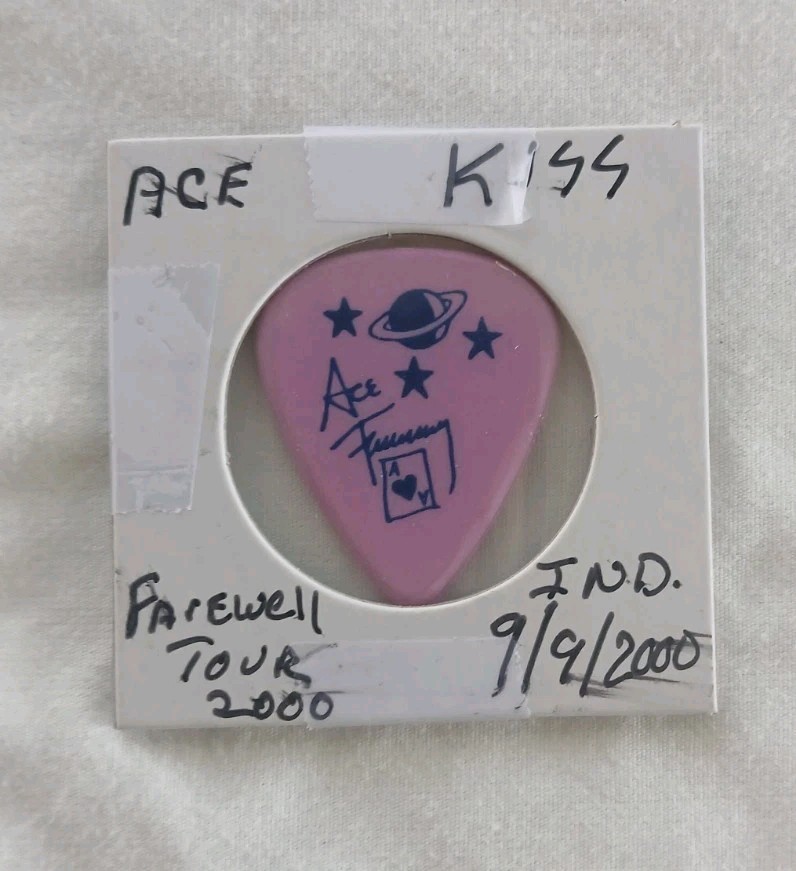 ACE KISS
Ace
Frehley
A
A
FArEWell
TOUR
2000
IND.
9/9/2000